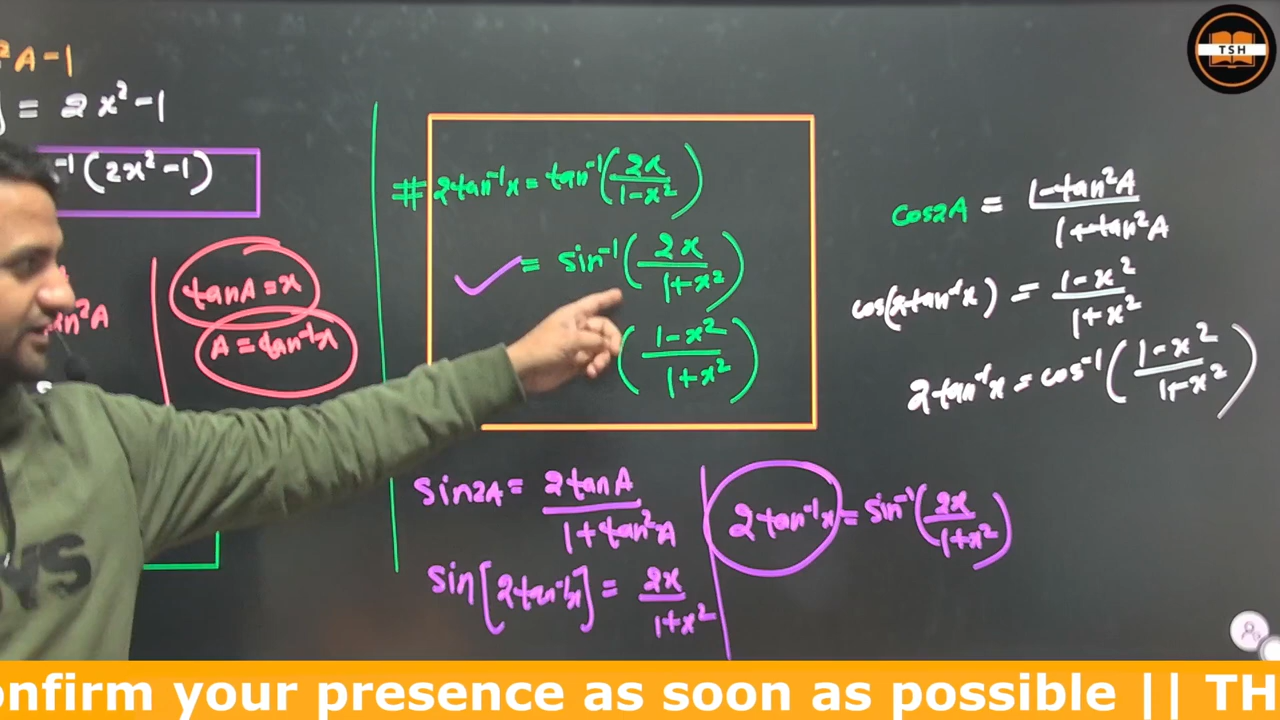 ²A-1
= 2x²-1
⁻¹(2x²-1)
tanA=x
A = tan⁻¹x
an²A
# 2tan⁻¹x = tan⁻¹(2x/1-x²)
= sin⁻¹(2x/1+x²)
(1-x²/1+x²)
cos2A = 1-tan²A/1+tan²A
cos(2tan⁻¹x) = 1-x²/1+x²
2tan⁻¹x = cos⁻¹(1-x²/1+x²)
sin2A = 2tanA/1+tan²A
sin[2tan⁻¹x] = 2x/1+x²
2tan⁻¹x = sin⁻¹(2x/1+x²)
TSH
onfirm your presence as soon as possible || TH